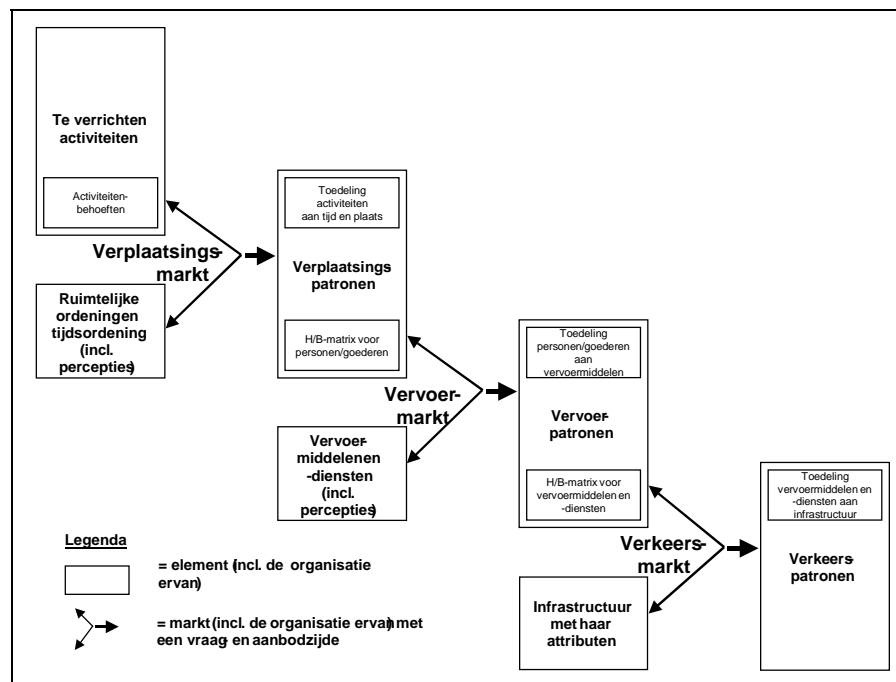 Te verrichten
activiteiten
Activiteiten-
behoeften
Verplaatsings-
markt
Ruimtelijke
ordeningen
tijdsordening
(incl.
percepties)
Toedeling
activiteiten
aan tijd en plaats
Verplaatsings
patronen
H/B-matrix voor
personen/goederen
Vervoer-
markt
Vervoer-
middelenen
-diensten
(incl.
percepties)
Toedeling
personen/goederen
aan
vervoermiddelen
Vervoer-
patronen
H/B-matrix voor
vervoermiddelen en
-diensten
Verkeers-
markt
Infrastructuur
met haar
attributen
Toedeling
vervoermiddelen en
-diensten aan
infrastructuur
Verkeers-
patronen
Legenda
= element (incl. de organisatie
ervan)
= markt (incl. de organisatie ervan) met
een vraag- en aanbodzijde